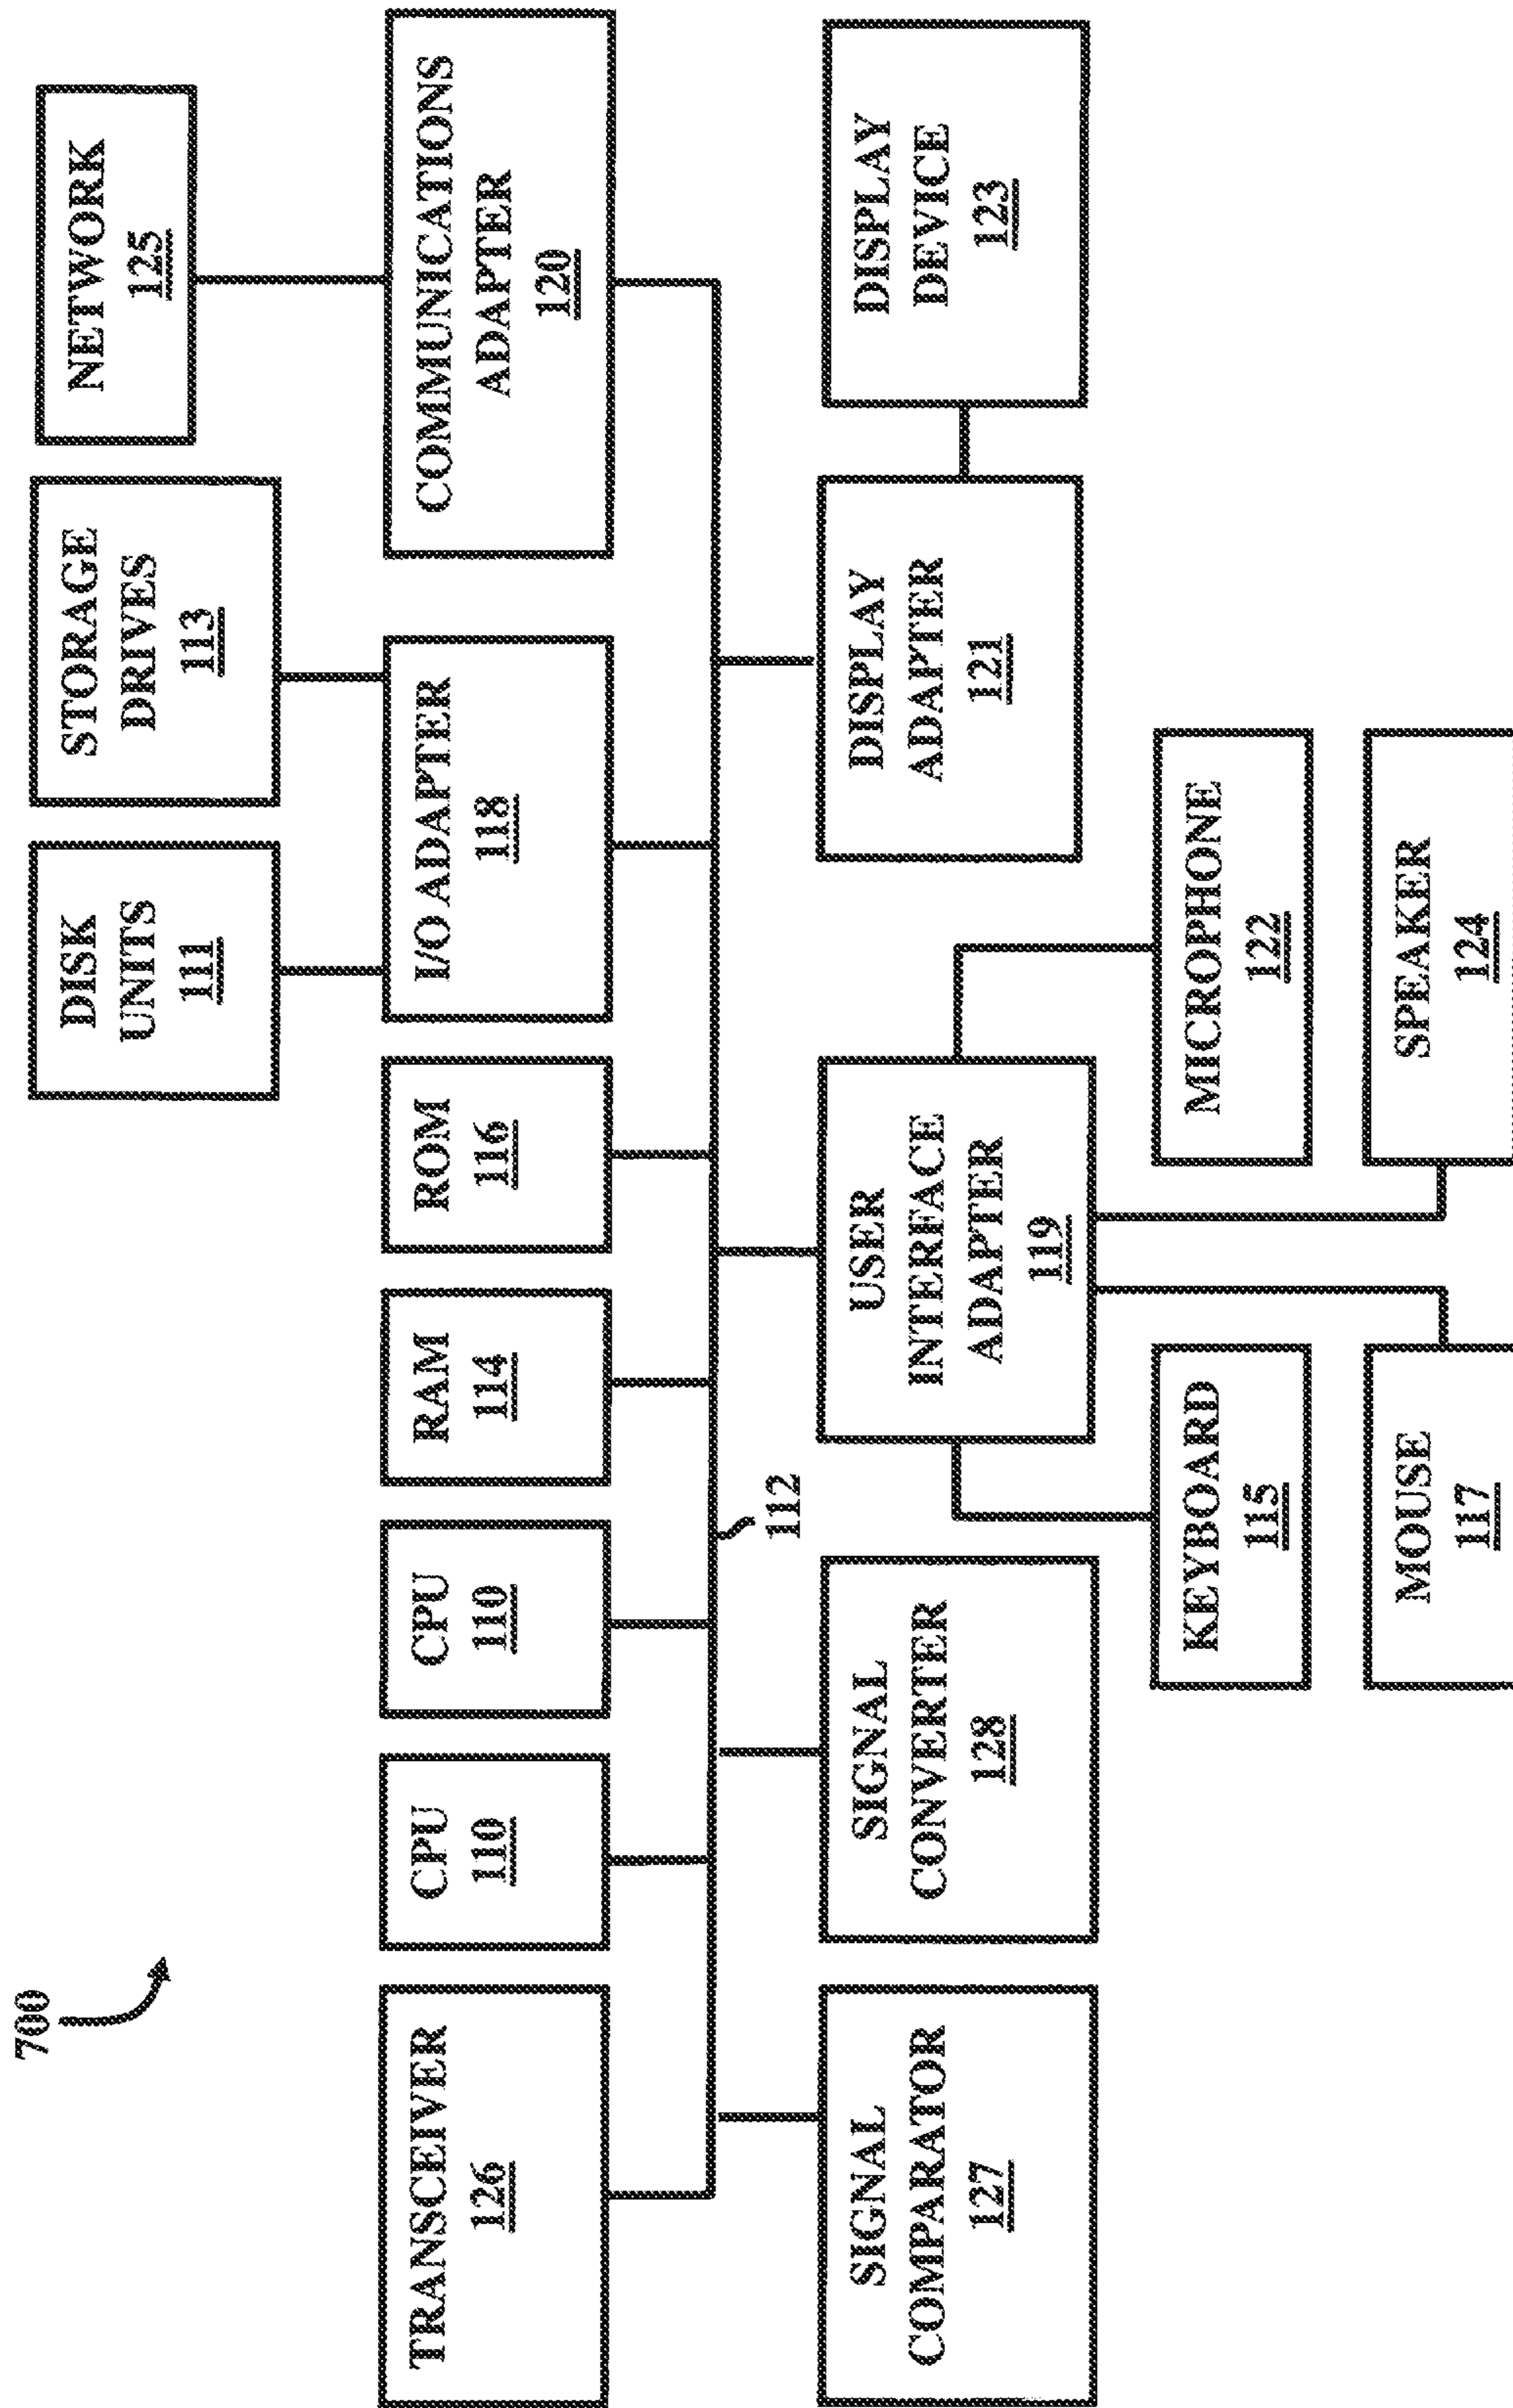 700
NETWORK
125
DISK
UNITS
111
STORAGE
DRIVES
113
TRANSCEIVER
126
CPU
110
CPU
110
RAM
114
ROM
116
I/O ADAPTER
118
COMMUNICATIONS
ADAPTER
120
112
SIGNAL
COMPARATOR
127
SIGNAL
CONVERTER
128
USER
INTERFACE
ADAPTER
119
DISPLAY
ADAPTER
121
DISPLAY
DEVICE
123
KEYBOARD
115
MICROPHONE
122
MOUSE
117
SPEAKER
124